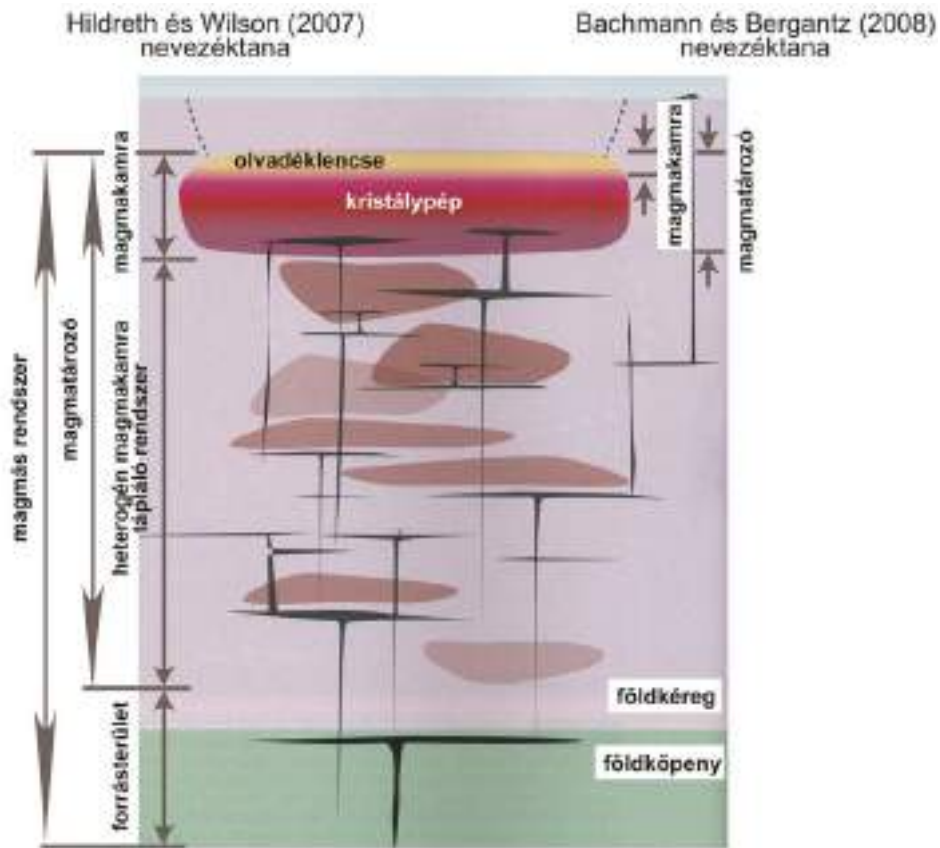 Hildreth és Wilson (2007)
nevezéktana
Bachmann és Bergantz (2008)
nevezéktana
olvadéklencse
kristálypép
magmakamra
magmatározó
magmás rendszer
magmatározó
magmakamra
heterogén magmakamra
tápláló rendszer
forrásterület
földkéreg
földköpeny